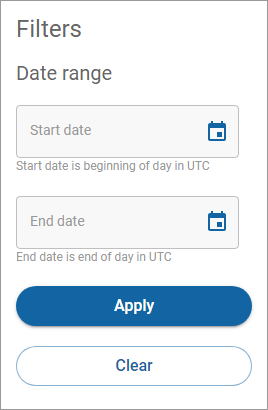 Filters
Date range
Start date
Start date is beginning of day in UTC
End date
End date is end of day in UTC
Apply
Clear